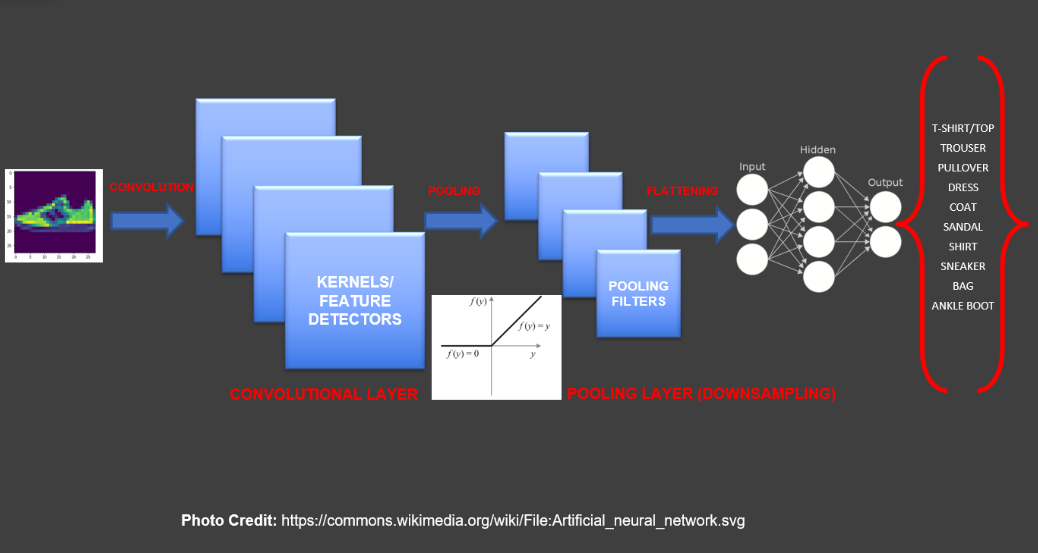 CONVOLUTION
KERNELS/
FEATURE
DETECTORS
CONVOLUTIONAL LAYER
f(y)
f(y)=y
f(y)=0
y
POOLING
POOLING
FILTERS
POOLING LAYER (DOWNSAMPLING)
FLATTENING
Input
Hidden
Output
T-SHIRT/TOP
TROUSER
PULLOVER
DRESS
COAT
SANDAL
SHIRT
SNEAKER
BAG
ANKLE BOOT
Photo Credit: https://commons.wikimedia.org/wiki/File:Artificial_neural_network.svg